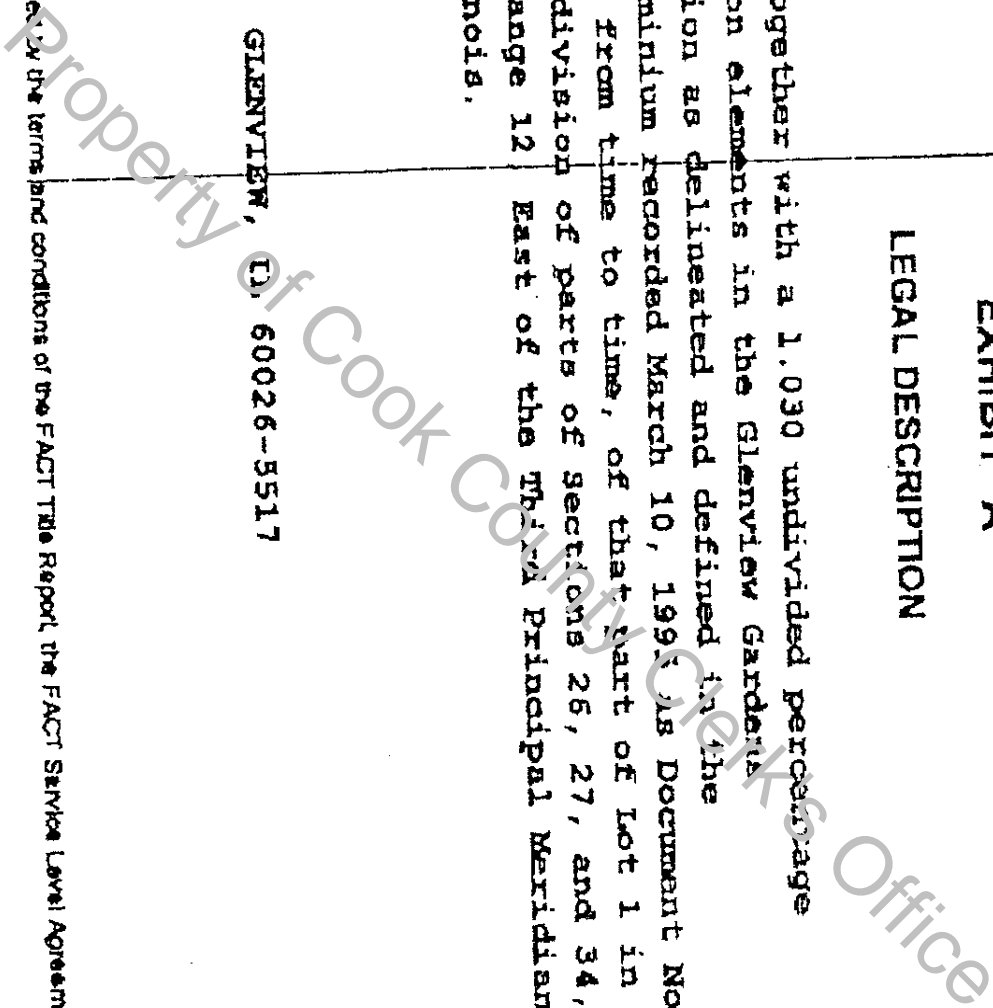 EXHIBIT A
LEGAL DESCRIPTION
ogether with a 1.030 undivided percentage
on elements in the Glenview Gardens
ion as delineated and defined in the
minium recorded March 10, 1995 as Document No
from time to time, of that part of Lot 1 in
division of parts of Sections 26, 27, and 34,
ange 12 East of the Third Principal Meridian
nois.
GLENVIEW, IL 60026-5517
ed by the terms and conditions of the FACT Title Report, the FACT Service Level Agreem
Property of Cook County Clerk's Office